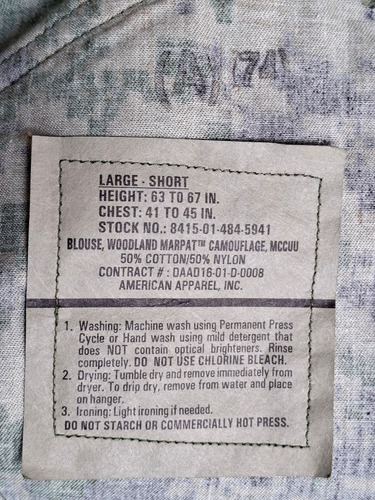 (A) (74)
LARGE - SHORT
HEIGHT: 63 TO 67 IN.
CHEST: 41 TO 45 IN.
STOCK NO.: 8415-01-484-5941
BLOUSE, WOODLAND MARPAT™ CAMOUFLAGE, MCCUU
50% COTTON/50% NYLON
CONTRACT # : DAAD16-01-D-0008
AMERICAN APPAREL, INC.
1. Washing: Machine wash using Permanent Press
Cycle or Hand wash using mild detergent that
does NOT contain optical brighteners. Rinse
completely. DO NOT USE CHLORINE BLEACH.
2. Drying: Tumble dry and remove immediately from
dryer. To drip dry, remove from water and place
on hanger.
3. Ironing: Light ironing if needed.
DO NOT STARCH OR COMMERCIALLY HOT PRESS.